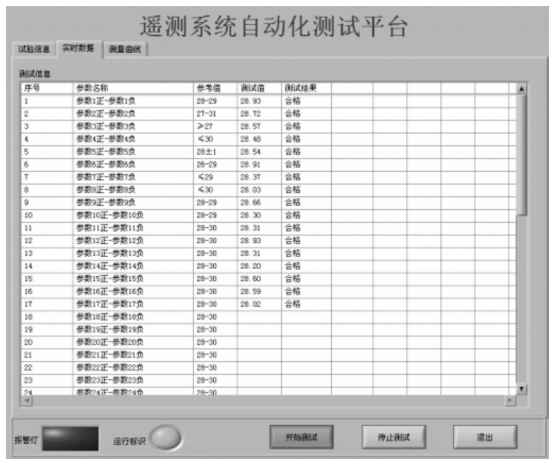 遥测系统自动化测试平台
试验信息 实时数据 测量曲线
测试信息
序号 参数名称 参考值 测试值 测试结果
1 参数1正-参数1负 28-29 28.93 合格
2 参数2正-参数2负 27-31 28.72 合格
3 参数3正-参数3负 ≥27 28.57 合格
4 参数4正-参数4负 ≤30 28.48 合格
5 参数5正-参数5负 28±1 28.54 合格
6 参数6正-参数6负 26-29 28.91 合格
7 参数7正-参数7负 ≤29 28.37 合格
8 参数8正-参数8负 ≤30 28.03 合格
9 参数9正-参数9负 28-29 28.66 合格
10 参数10正-参数10负 28-29 28.30 合格
11 参数11正-参数11负 28-30 28.31 合格
12 参数12正-参数12负 28-30 28.93 合格
13 参数13正-参数13负 28-30 28.31 合格
14 参数14正-参数14负 28-30 28.20 合格
15 参数15正-参数15负 28-30 28.60 合格
16 参数16正-参数16负 28-30 28.59 合格
17 参数17正-参数17负 28-30 28.02 合格
18 参数18正-参数18负 28-30
19 参数19正-参数19负 28-30
20 参数20正-参数20负 28-30
21 参数21正-参数21负 28-30
22 参数22正-参数22负 28-30
23 参数23正-参数23负 28-30
24 参数24正-参数24负 28-30
报警灯 运行标识 开始测试 停止测试 退出